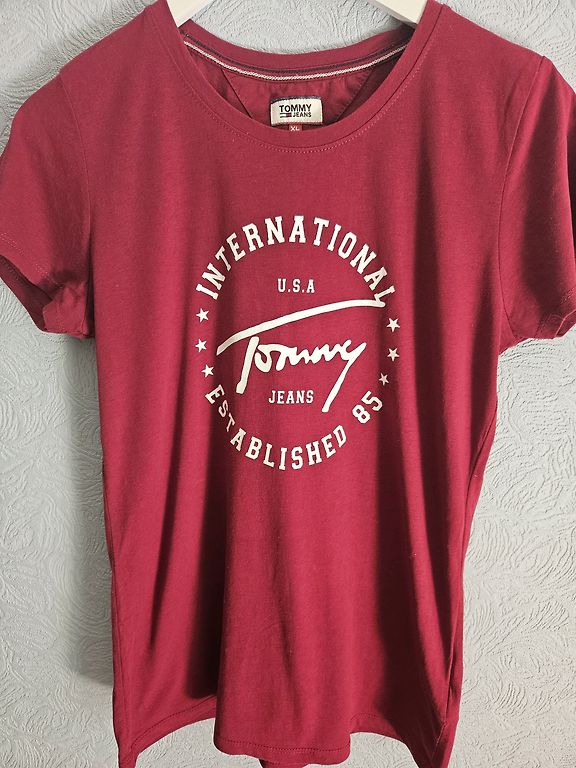 TOMMY
JEANS
XL
INTERNATIONAL
U.S.A
Tommy
JEANS
ESTABLISHED 85